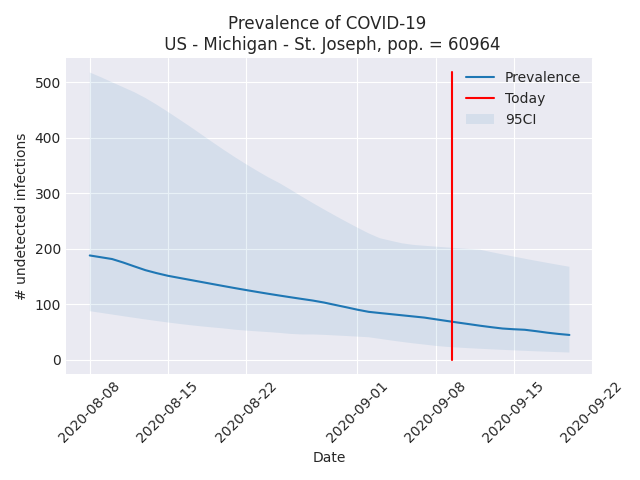 Prevalence of COVID-19
US - Michigan - St. Joseph, pop. = 60964
Prevalence
Today
95CI
# undetected infections
500
400
300
200
100
0
2020-08-08
2020-08-15
2020-08-22
2020-09-01
2020-09-08
2020-09-15
2020-09-22
Date